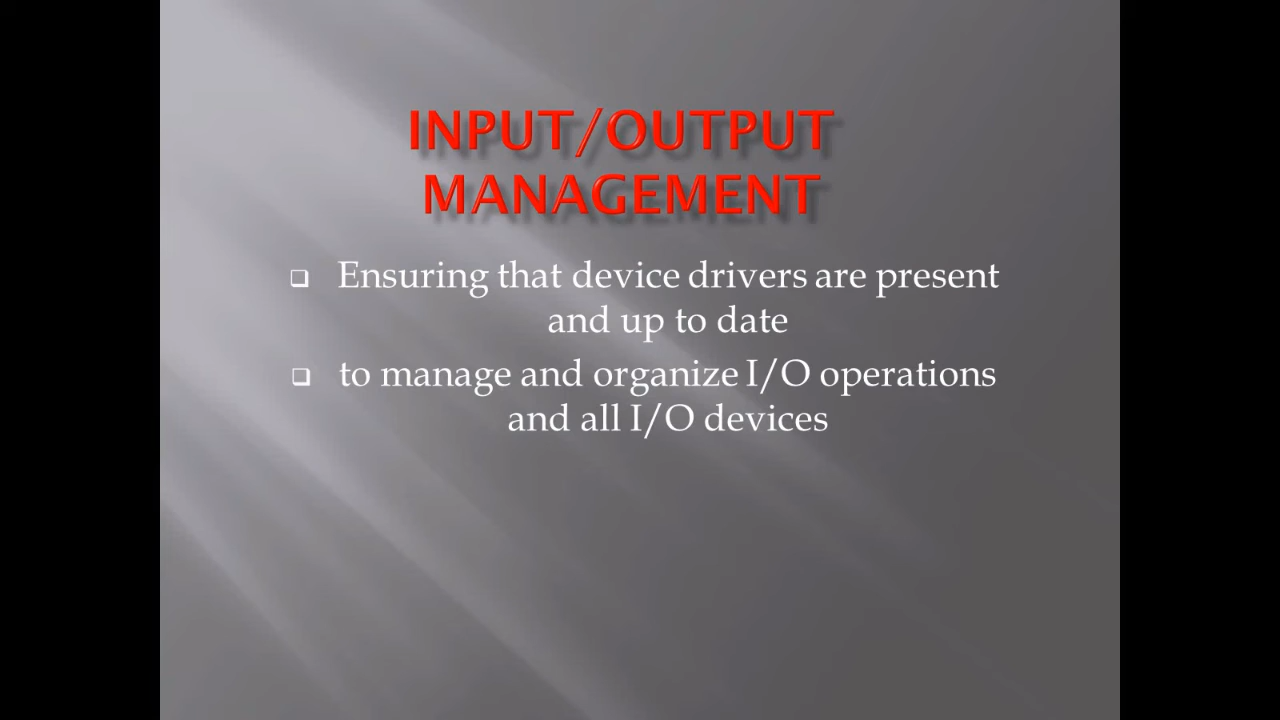 INPUT/OUTPUT
MANAGEMENT
❑ Ensuring that device drivers are present
and up to date
❑ to manage and organize I/O operations
and all I/O devices